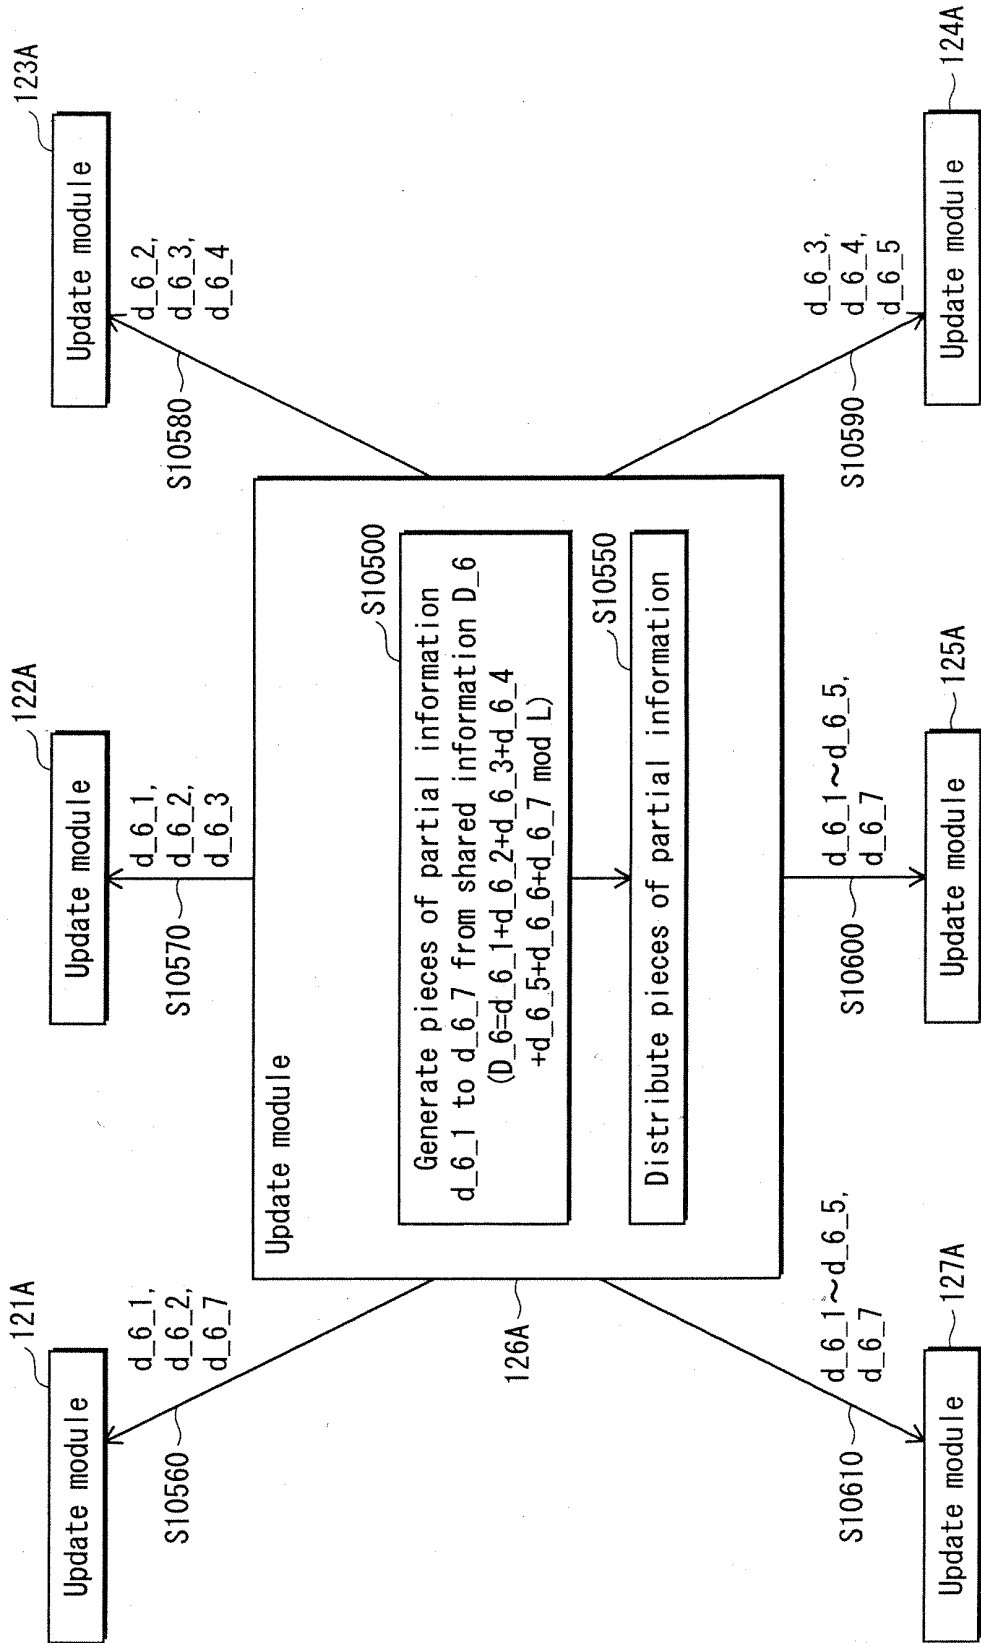 121A
Update module
d_6_1,
d_6_2,
d_6_7
S10560
122A
Update module
d_6_1,
d_6_2,
d_6_3
S10570
123A
Update module
d_6_2,
d_6_3,
d_6_4
S10580
Update module
126A
S10500
Generate pieces of partial information
d_6_1 to d_6_7 from shared information D_6
(D_6=d_6_1+d_6_2+d_6_3+d_6_4
+d_6_5+d_6_6+d_6_7 mod L)
S10550
Distribute pieces of partial information
S10610
d_6_1~d_6_5,
d_6_7
127A
Update module
S10600
d_6_1~d_6_5,
d_6_7
125A
Update module
S10590
d_6_3,
d_6_4,
d_6_5
124A
Update module